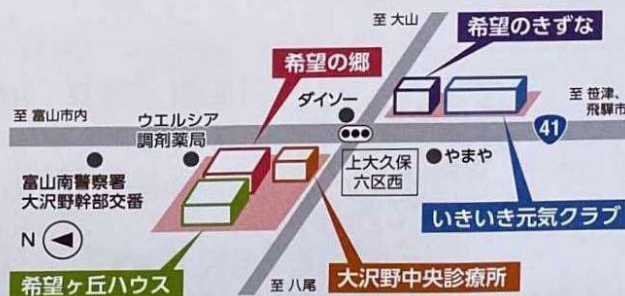 至 大山
希望のきずな
希望の郷
ダイソー
至 笹津、
飛騨市
至 富山市内
ウエルシア
調剤薬局
41
上大久保
六区西
やまや
富山南警察署
大沢野幹部交番
いきいき元気クラブ
N
至 八尾
大沢野中央診療所
希望ヶ丘ハウス